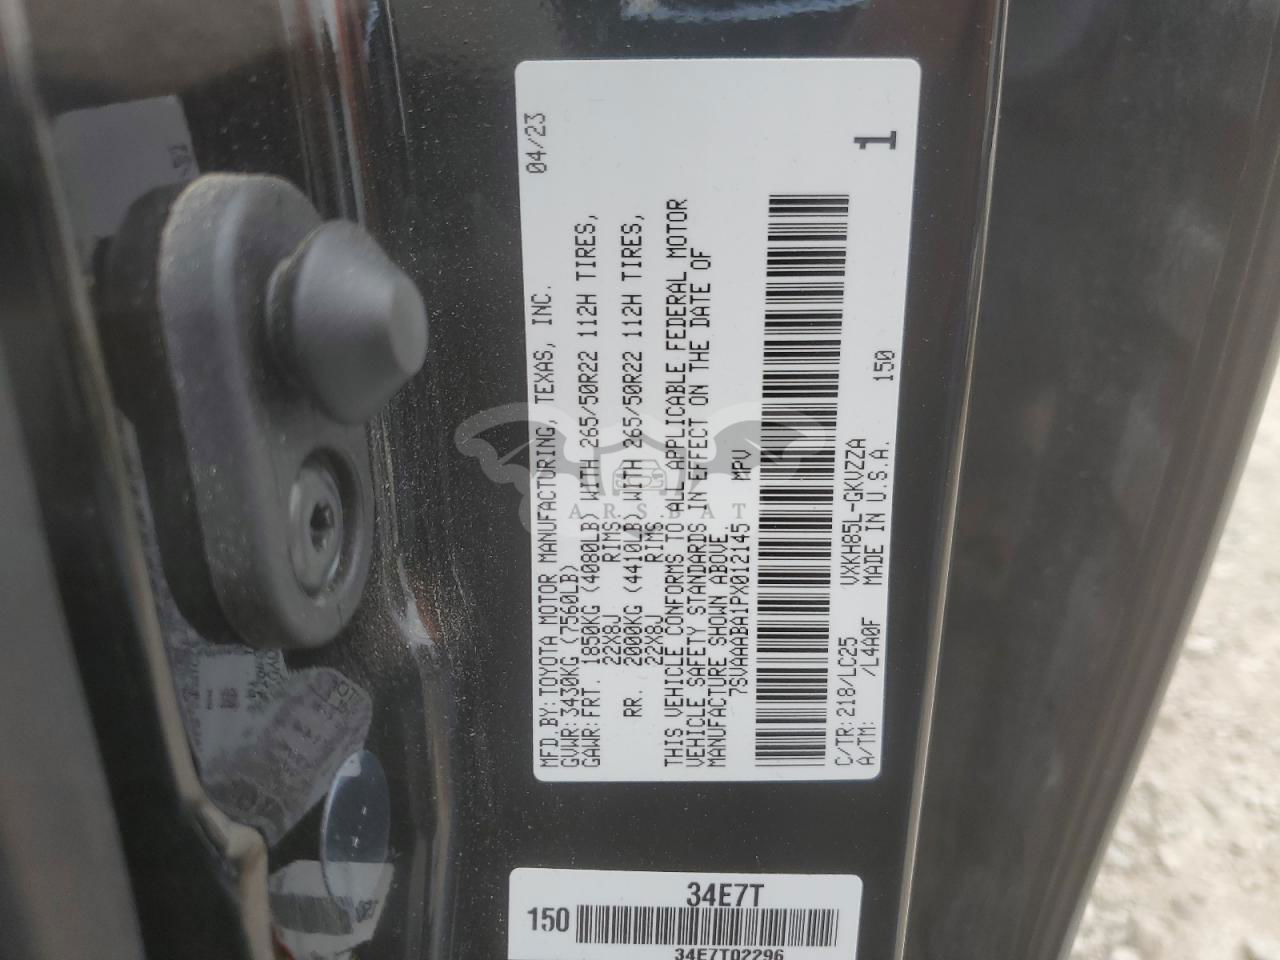 MFD.BY:TOYOTA MOTOR MANUFACTURING, TEXAS, INC. 04/23
GVWR:3430KG (7560LB)
GAWR:FRT. 1850KG (4080LB) WITH 265/50R22 112H TIRES,
22X8J RIMS
RR. 2000KG (4410LB) WITH 265/50R22 112H TIRES,
22X8J RIMS
THIS VEHICLE CONFORMS TO ALL APPLICABLE FEDERAL MOTOR
VEHICLE SAFETY STANDARDS IN EFFECT ON THE DATE OF
MANUFACTURE SHOWN ABOVE.
7SVAAABA1PX012145 MPV
C/TR:218/LC25 VXKH85L-GKVZZA
A/TM: /L4A0F MADE IN U.S.A. 150 1
34E7T
150
34E7T02296
ARSBAT